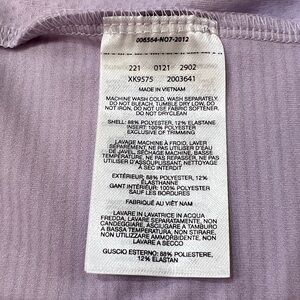 006564-NO7-2012
221 0121 2902
XK9575 2003641
MADE IN VIETNAM
MACHINE WASH COLD, WASH SEPARATELY,
DO NOT BLEACH, TUMBLE DRY LOW, DO
NOT IRON, DO NOT USE FABRIC SOFTENER,
DO NOT DRYCLEAN
SHELL: 88% POLYESTER, 12% ELASTANE
INSERT: 100% POLYESTER
EXCLUSIVE OF TRIMMING
LAVAGE MACHINE À FROID, LAVER
SÉPAREMENT, NE PAS UTILISER D'EAU
DE JAVEL, SÉCHAGE MACHINE, BASSE
TEMPÉRATURE, NE PAS REPASSER, NE PAS
UTILISER D'ASSOUPLISSANT, NETTOYAGE
À SEC INTERDIT
EXTÉRIEUR: 88% POLYESTER, 12%
ÉLASTHANNE
GANT INTÉRIEUR: 100% POLYESTER
SAUF LES BORDURES
FABRIQUÉ AU VIÊT NAM
LAVARE IN LAVATRICE IN ACQUA
FREDDA, LAVARE SEPARATAMENTE, NON
CANDEGGIARE, ASCIUGARE A TAMBURO
A BASSA TEMPERATURA, NON STIRARE,
NON USARE AMMORBIDENTE, NON
LAVARE A SECCO
GUSCIO ESTERNO: 88% POLIESTERE,
12% ELASTAN